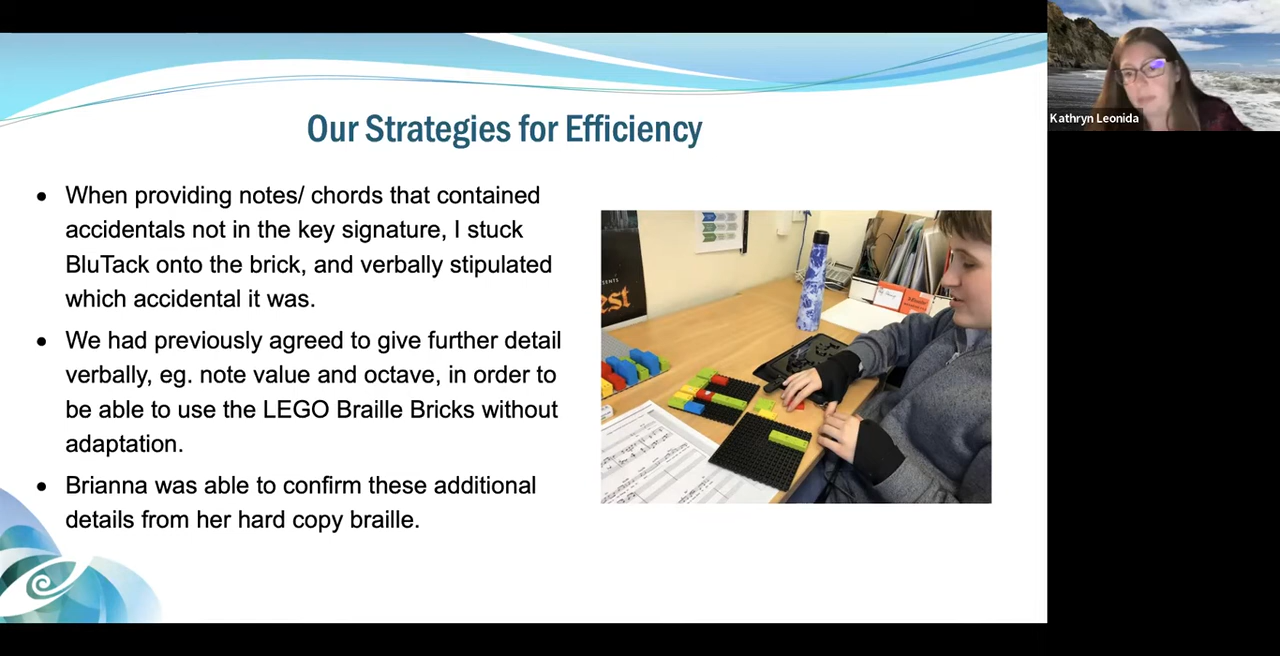 Our Strategies for Efficiency
• When providing notes/ chords that contained
accidentals not in the key signature, I stuck
BluTack onto the brick, and verbally stipulated
which accidental it was.
• We had previously agreed to give further detail
verbally, eg. note value and octave, in order to
be able to use the LEGO Braille Bricks without
adaptation.
• Brianna was able to confirm these additional
details from her hard copy braille.
Kathryn Leonida